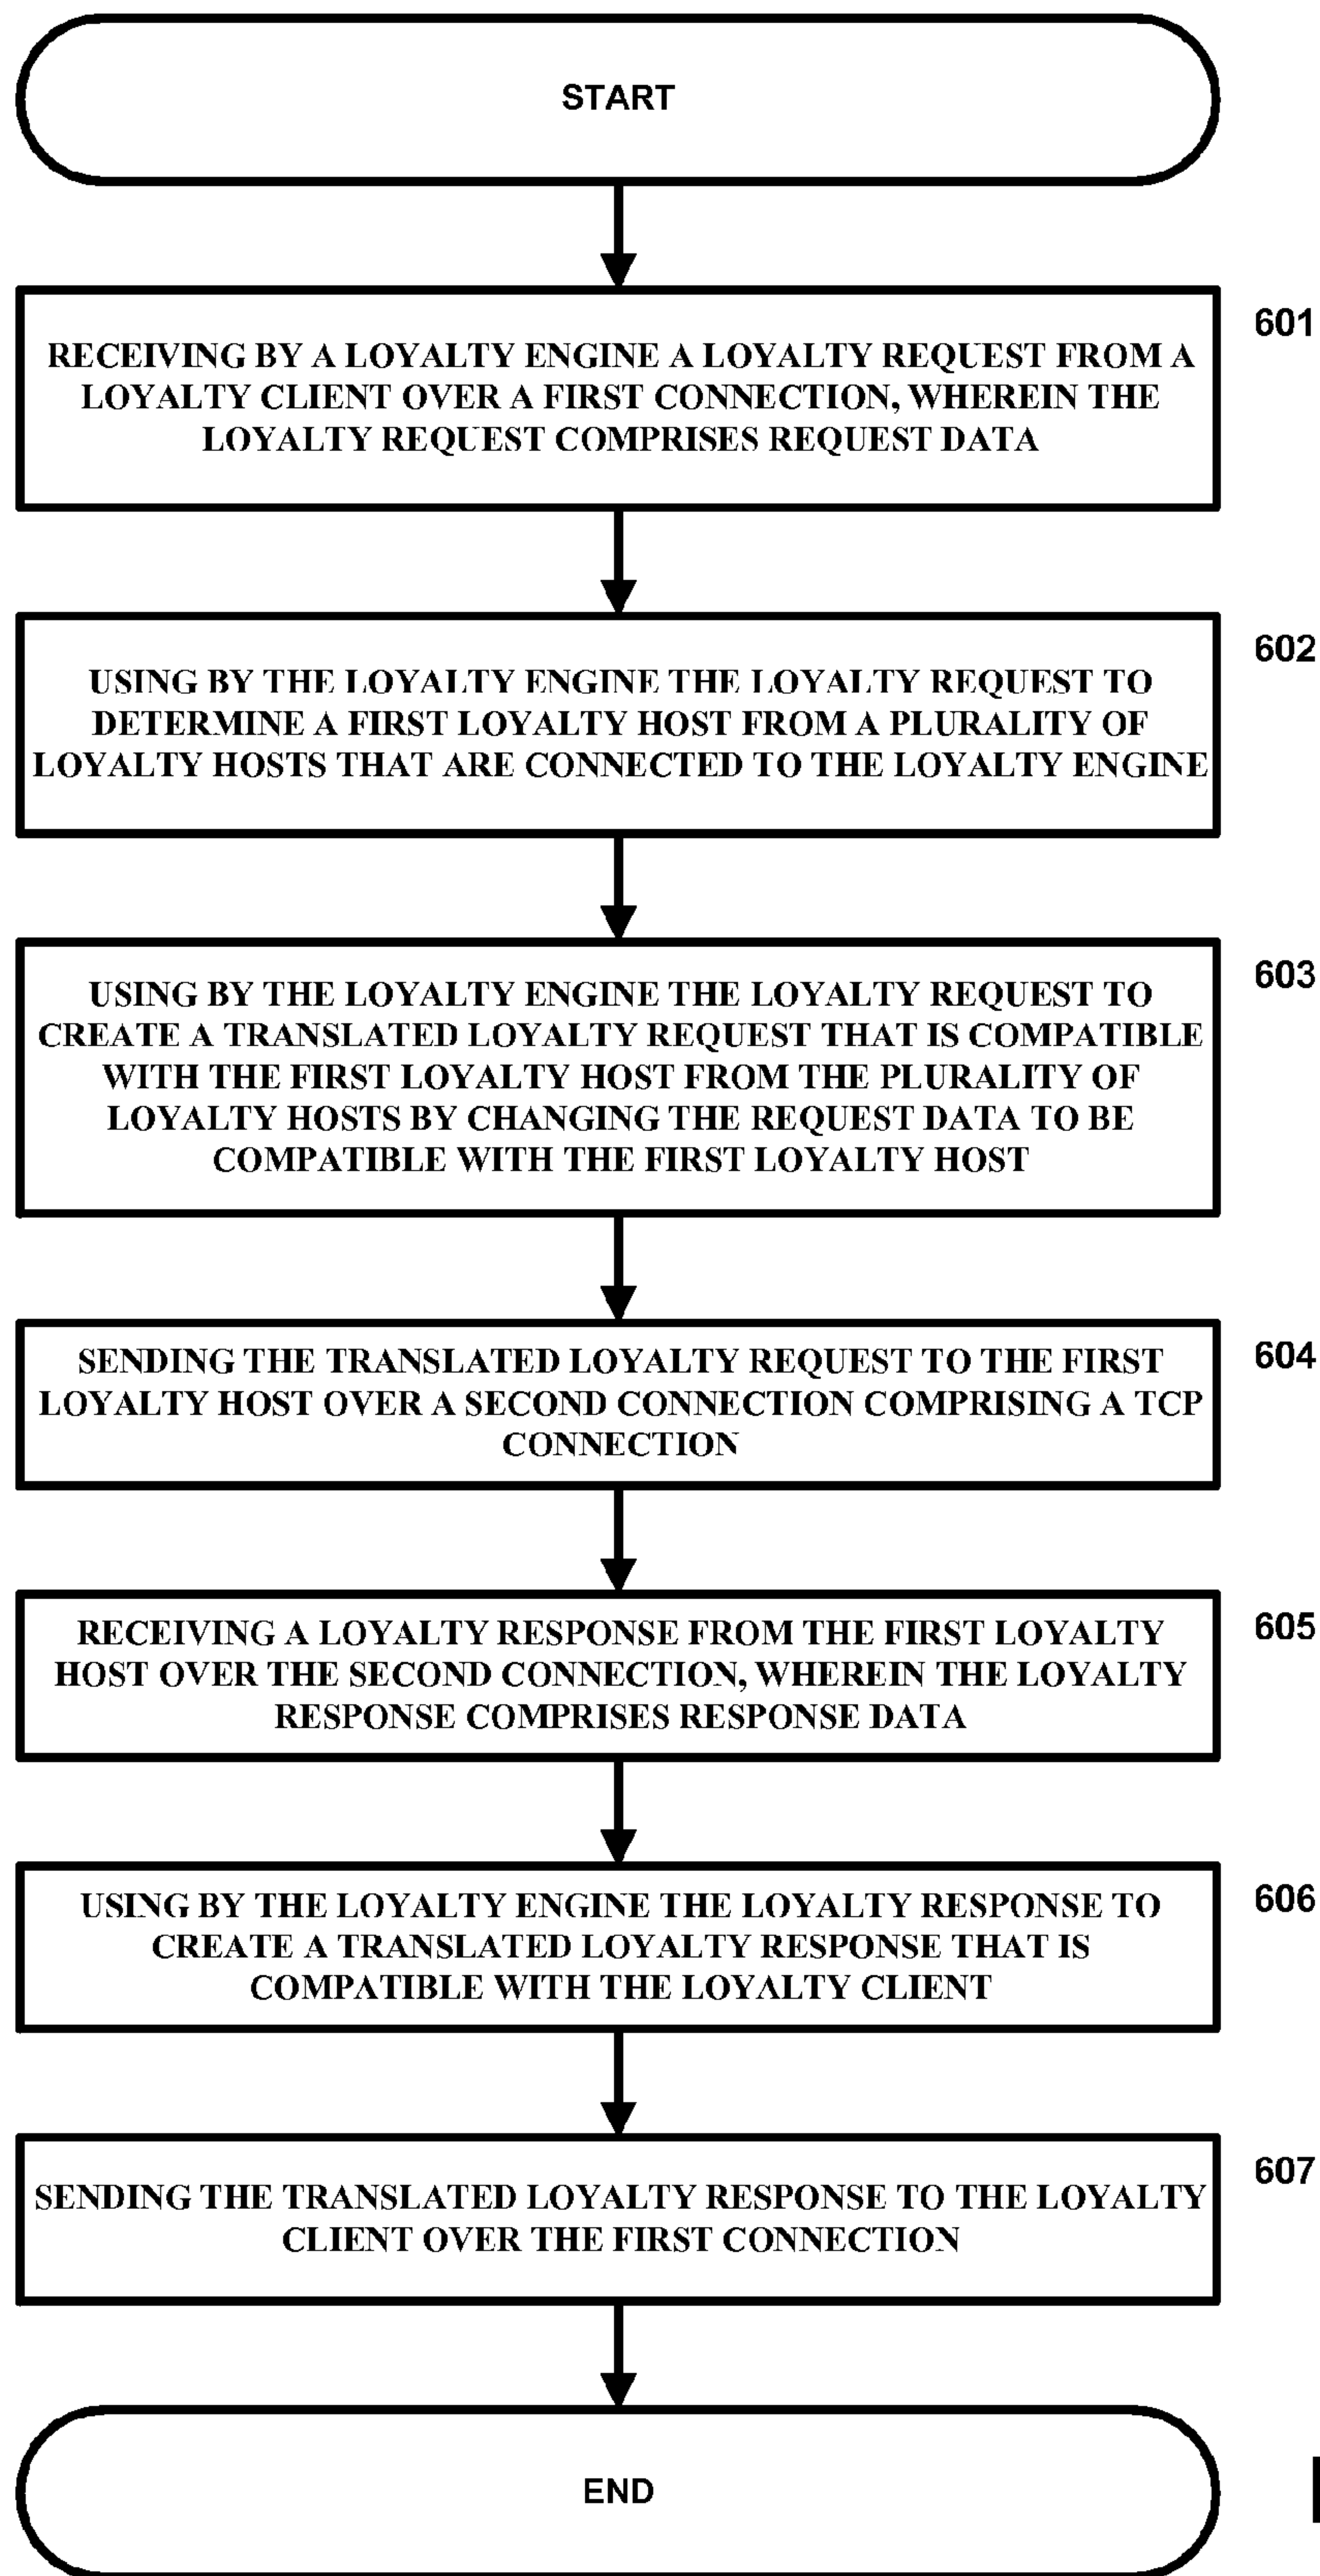 START
601
RECEIVING BY A LOYALTY ENGINE A LOYALTY REQUEST FROM A
LOYALTY CLIENT OVER A FIRST CONNECTION, WHEREIN THE
LOYALTY REQUEST COMPRISES REQUEST DATA
602
USING BY THE LOYALTY ENGINE THE LOYALTY REQUEST TO
DETERMINE A FIRST LOYALTY HOST FROM A PLURALITY OF
LOYALTY HOSTS THAT ARE CONNECTED TO THE LOYALTY ENGINE
603
USING BY THE LOYALTY ENGINE THE LOYALTY REQUEST TO
CREATE A TRANSLATED LOYALTY REQUEST THAT IS COMPATIBLE
WITH THE FIRST LOYALTY HOST FROM THE PLURALITY OF
LOYALTY HOSTS BY CHANGING THE REQUEST DATA TO BE
COMPATIBLE WITH THE FIRST LOYALTY HOST
604
SENDING THE TRANSLATED LOYALTY REQUEST TO THE FIRST
LOYALTY HOST OVER A SECOND CONNECTION COMPRISING A TCP
CONNECTION
605
RECEIVING A LOYALTY RESPONSE FROM THE FIRST LOYALTY
HOST OVER THE SECOND CONNECTION, WHEREIN THE LOYALTY
RESPONSE COMPRISES RESPONSE DATA
606
USING BY THE LOYALTY ENGINE THE LOYALTY RESPONSE TO
CREATE A TRANSLATED LOYALTY RESPONSE THAT IS
COMPATIBLE WITH THE LOYALTY CLIENT
607
SENDING THE TRANSLATED LOYALTY RESPONSE TO THE LOYALTY
CLIENT OVER THE FIRST CONNECTION
END